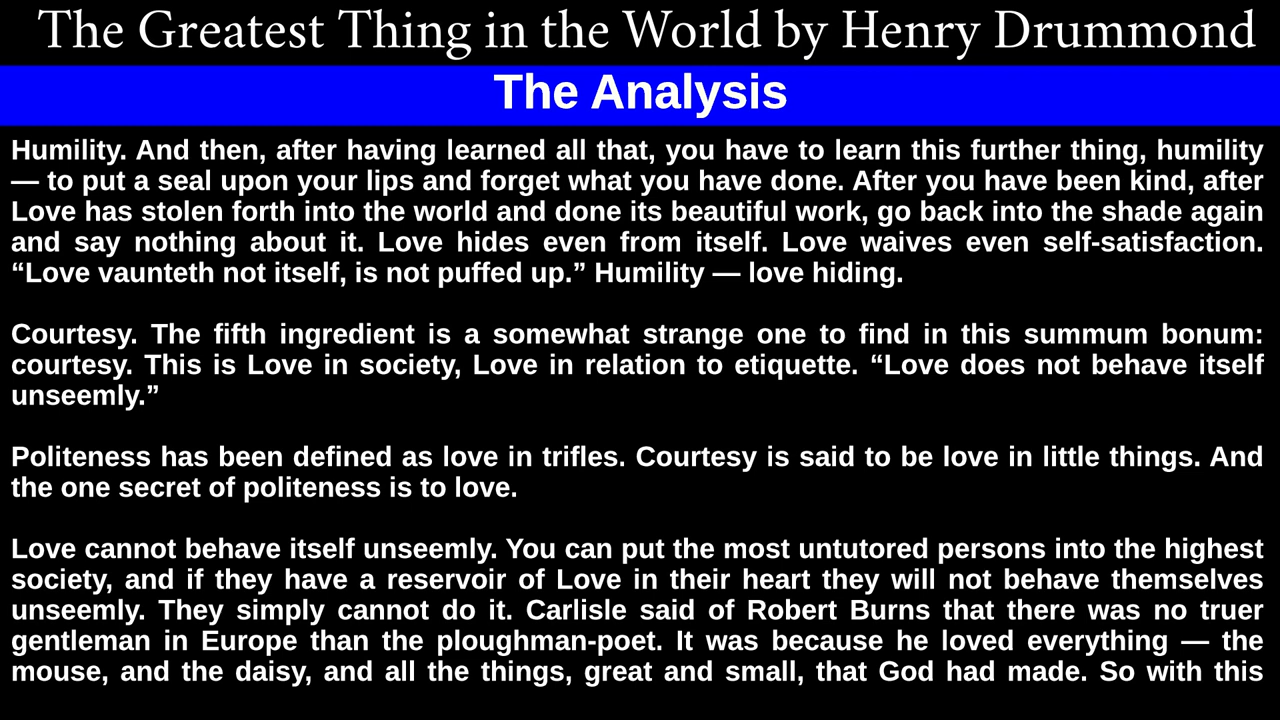 The Greatest Thing in the World by Henry Drummond
The Analysis
Humility. And then, after having learned all that, you have to learn this further thing, humility
— to put a seal upon your lips and forget what you have done. After you have been kind, after
Love has stolen forth into the world and done its beautiful work, go back into the shade again
and say nothing about it. Love hides even from itself. Love waives even self-satisfaction.
“Love vaunteth not itself, is not puffed up.” Humility — love hiding.
Courtesy. The fifth ingredient is a somewhat strange one to find in this summum bonum:
courtesy. This is Love in society, Love in relation to etiquette. “Love does not behave itself
unseemly.”
Politeness has been defined as love in trifles. Courtesy is said to be love in little things. And
the one secret of politeness is to love.
Love cannot behave itself unseemly. You can put the most untutored persons into the highest
society, and if they have a reservoir of Love in their heart they will not behave themselves
unseemly. They simply cannot do it. Carlisle said of Robert Burns that there was no truer
gentleman in Europe than the ploughman-poet. It was because he loved everything — the
mouse, and the daisy, and all the things, great and small, that God had made. So with this